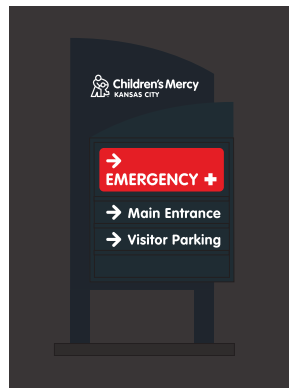 Children's Mercy
KANSAS CITY
→
EMERGENCY +
→ Main Entrance
→ Visitor Parking